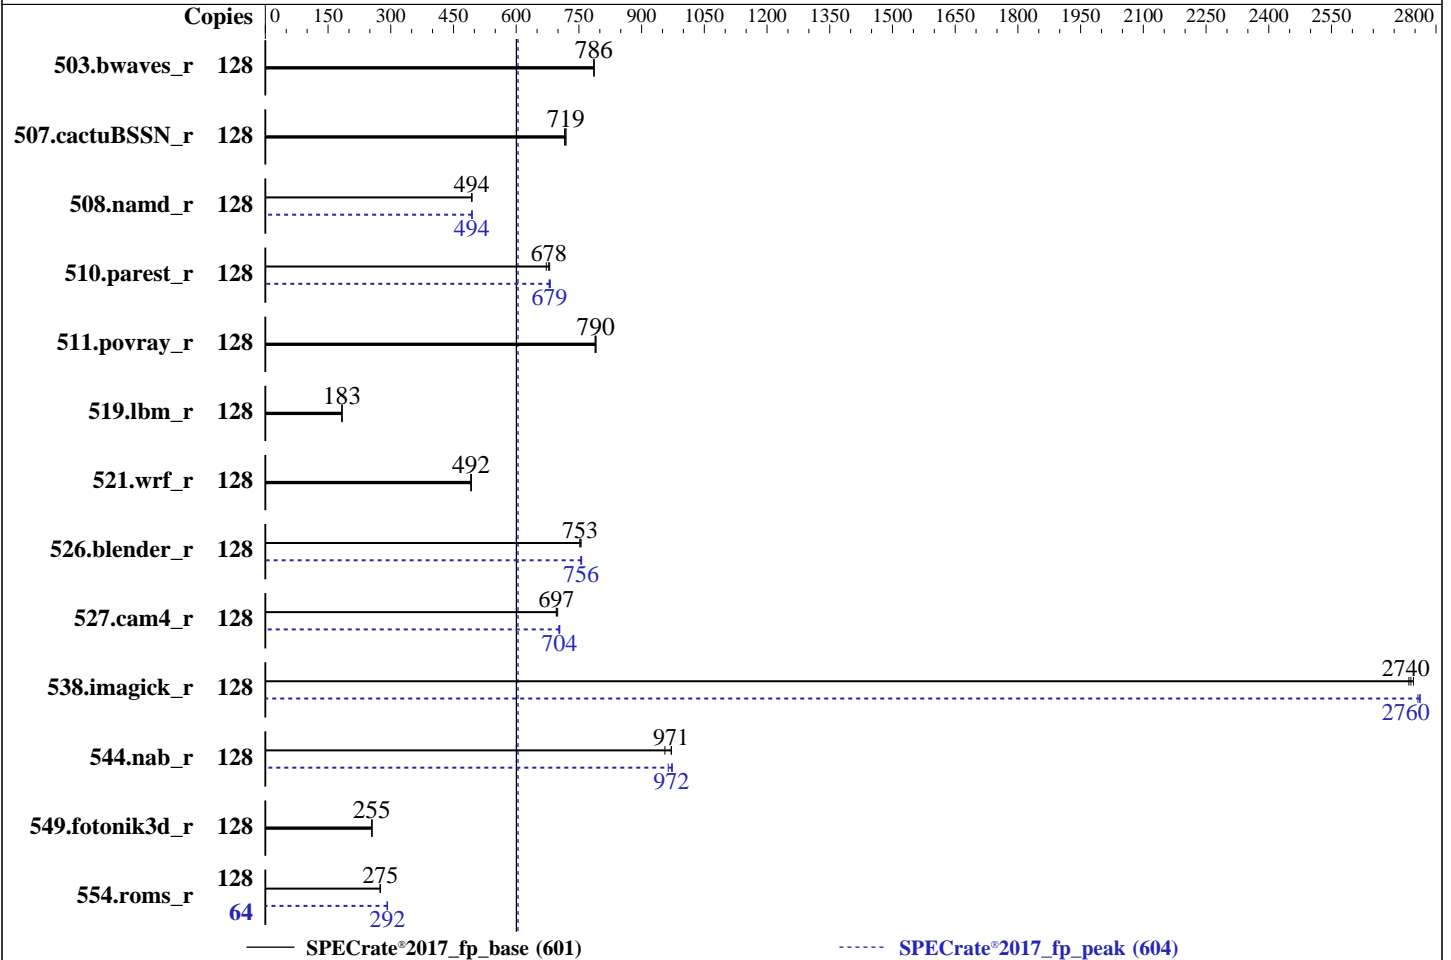 Copies 0 150 300 450 600 750 900 1050 1200 1350 1500 1650 1800 1950 2100 2250 2400 2550 2800
503.bwaves_r 128 786
507.cactuBSSN_r 128 719
508.namd_r 128 494
494
510.parest_r 128 678
679
511.povray_r 128 790
519.lbm_r 128 183
521.wrf_r 128 492
526.blender_r 128 753
756
527.cam4_r 128 697
704
538.imagick_r 128 2740
2760
544.nab_r 128 971
972
549.fotonik3d_r 128 255
554.roms_r 128 275
64 292
SPECrate®2017_fp_base (601) SPECrate®2017_fp_peak (604)